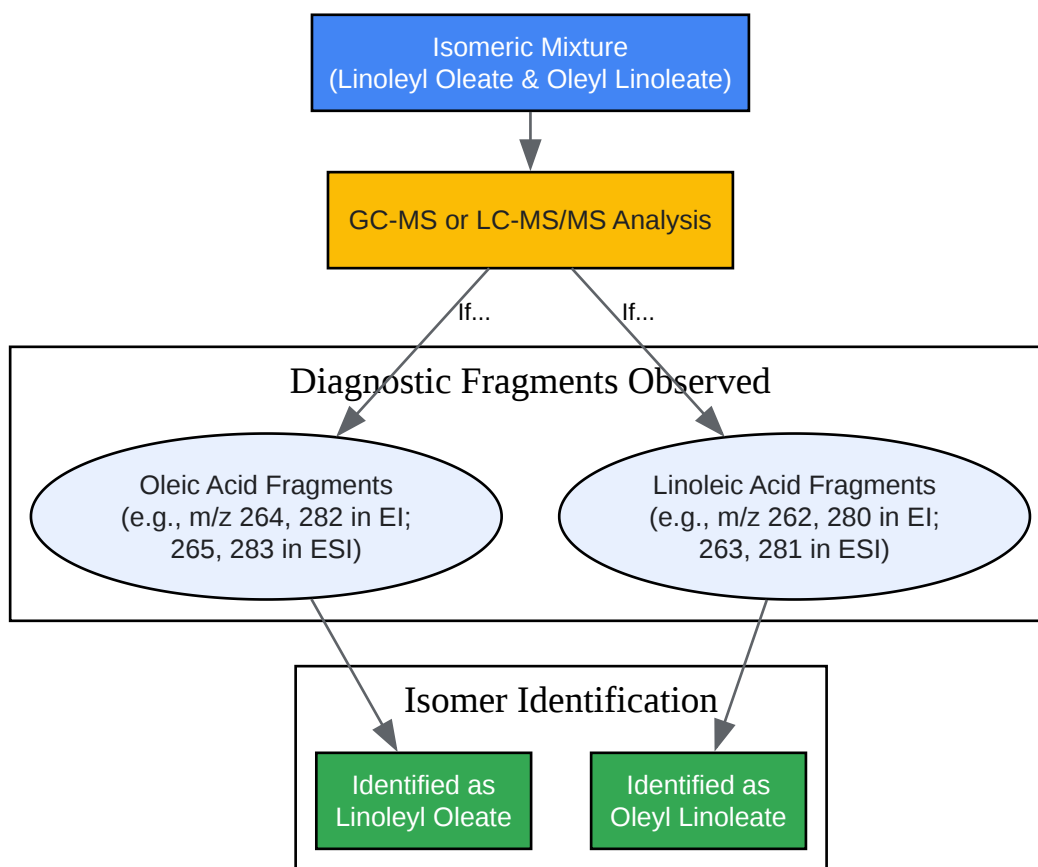 Isomeric Mixture
(Linoleyl Oleate & Oleyl Linoleate)
GC-MS or LC-MS/MS Analysis
If...
If...
Diagnostic Fragments Observed
Oleic Acid Fragments
(e.g., m/z 264, 282 in EI;
265, 283 in ESI)
Linoleic Acid Fragments
(e.g., m/z 262, 280 in EI;
263, 281 in ESI)
Isomer Identification
Identified as
Linoleyl Oleate
Identified as
Oleyl Linoleate